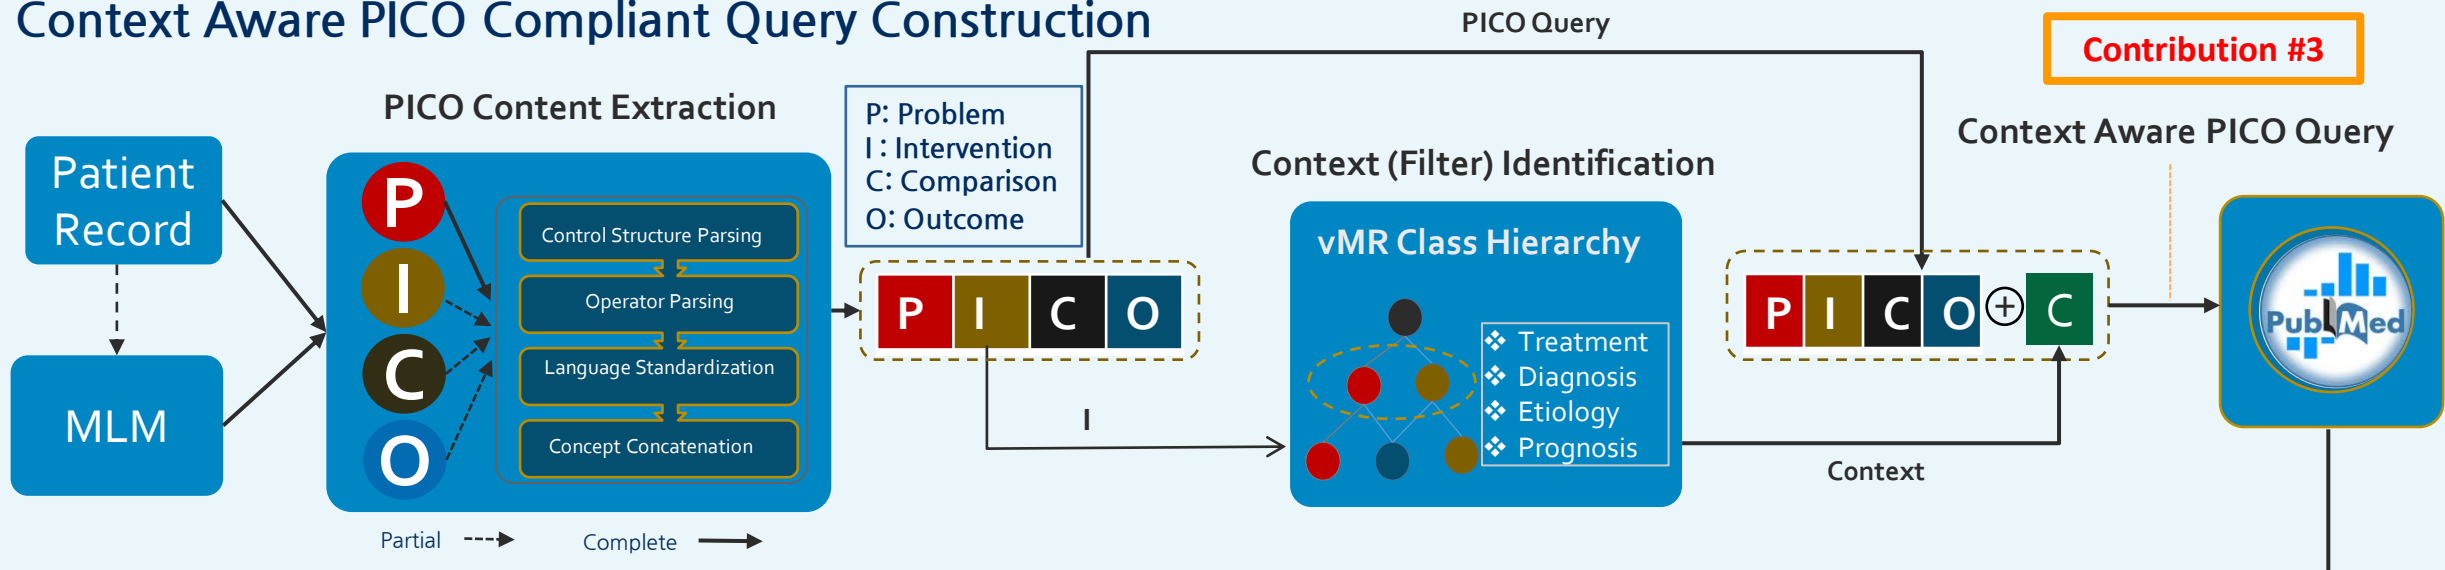 Context Aware PICO Compliant Query Construction
PICO Query
Contribution #3
PICO Content Extraction
P: Problem
I : Intervention
C: Comparison
O: Outcome
Context (Filter) Identification
Context Aware PICO Query
Patient
Record
MLM
P
I
C
O
Control Structure Parsing
Operator Parsing
Language Standardization
Concept Concatenation
Partial
Complete
P I C O
I
vMR Class Hierarchy
❖ Treatment
❖ Diagnosis
❖ Etiology
❖ Prognosis
Context
P I C O + C
PubMed